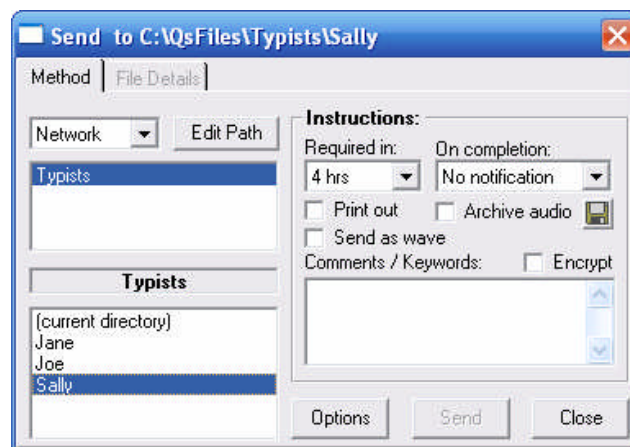 Send to C:\QsFiles\Typists\Sally
Method File Details
Network Edit Path
Typists
Typists
(current directory)
Jane
Joe
Sally
Instructions:
Required in: On completion:
4 hrs No notification
Print out Archive audio
Send as wave
Comments / Keywords: Encrypt
Options Send Close